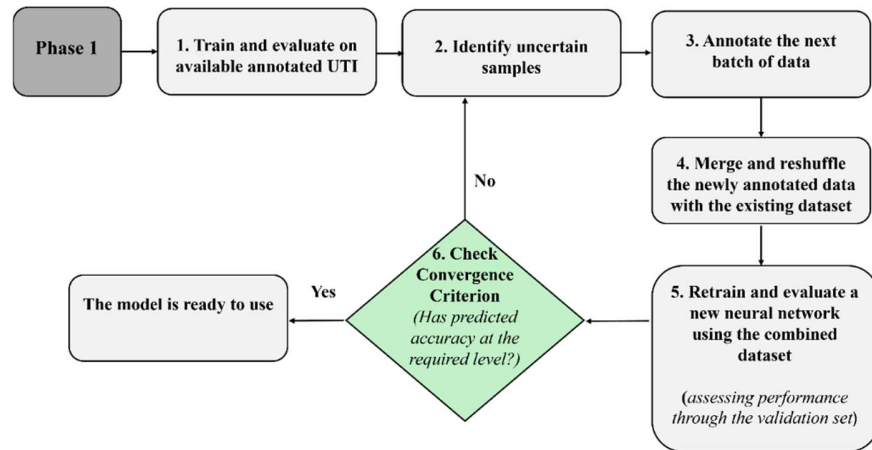 Phase 1
1. Train and evaluate on
available annotated UTI
2. Identify uncertain
samples
3. Annotate the next
batch of data
4. Merge and reshuffle
the newly annotated data
with the existing dataset
5. Retrain and evaluate a
new neural network
using the combined
dataset
(assessing performance
through the validation set)
6. Check
Convergence
Criterion
(Has predicted
accuracy at the
required level?)
No
Yes
The model is ready to use